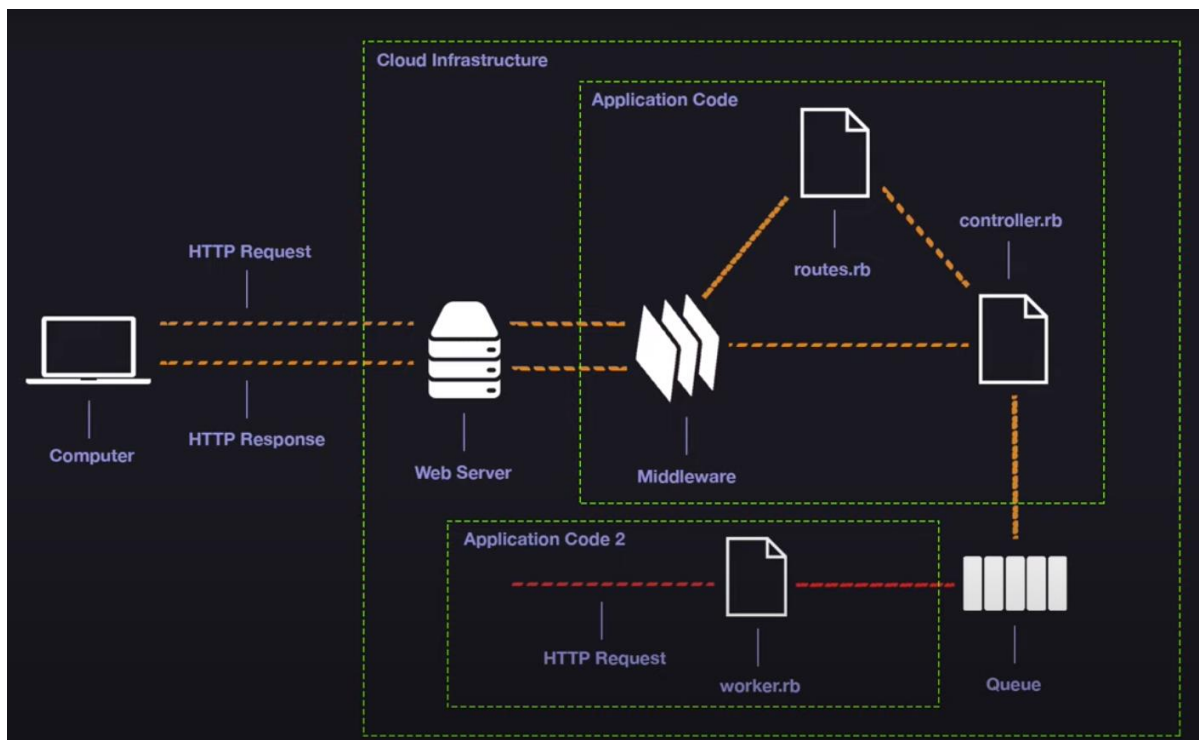 Cloud Infrastructure
Application Code
controller.rb
HTTP Request
routes.rb
HTTP Response
Computer
Web Server
Middleware
Application Code 2
HTTP Request
worker.rb
Queue